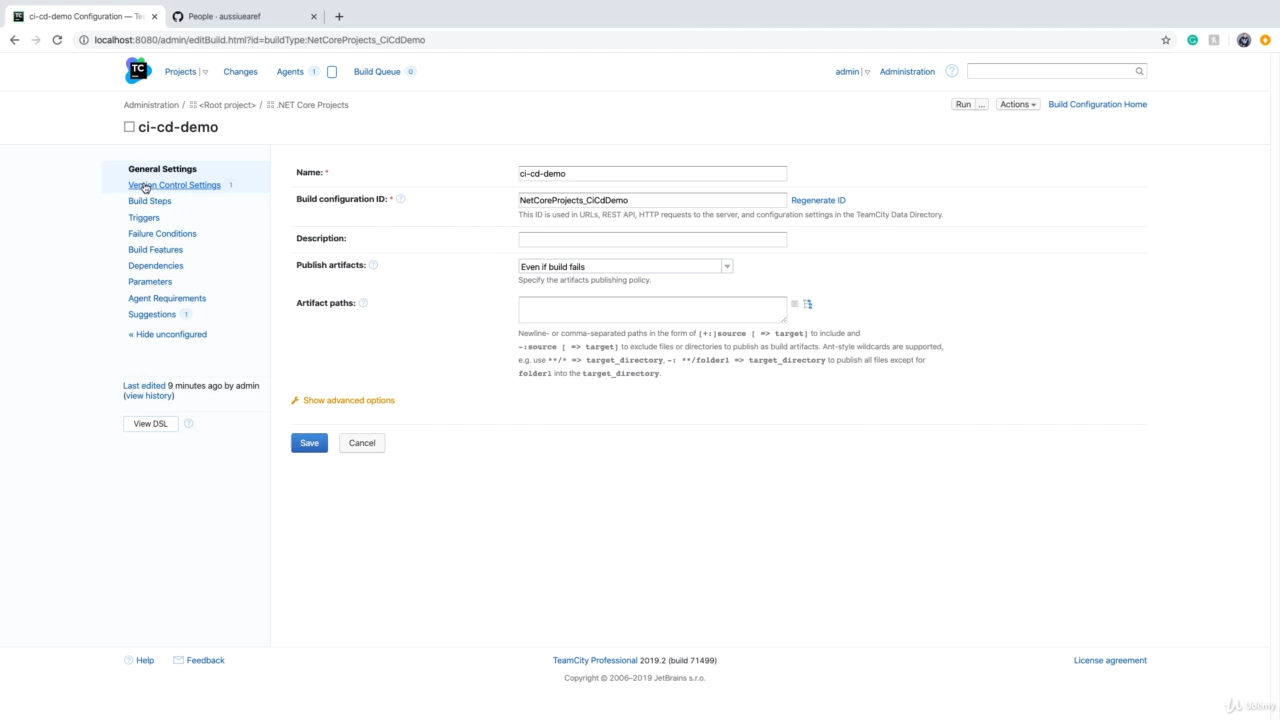 ci-cd-demo Configuration — Te
People · aussiuearef
localhost:8080/admin/editBuild.html?id=buildType:NetCoreProjects_CiCdDemo
TC
Projects
Changes
Agents 1
Build Queue 0
admin
Administration
Administration / <Root project> / .NET Core Projects
Run ...
Actions
Build Configuration Home
ci-cd-demo
General Settings
Version Control Settings 1
Build Steps
Triggers
Failure Conditions
Build Features
Dependencies
Parameters
Agent Requirements
Suggestions 1
« Hide unconfigured
Last edited 9 minutes ago by admin
(view history)
View DSL
Name: *
ci-cd-demo
Build configuration ID: *
NetCoreProjects_CiCdDemo
Regenerate ID
This ID is used in URLs, REST API, HTTP requests to the server, and configuration settings in the TeamCity Data Directory.
Description:
Publish artifacts:
Even if build fails
Specify the artifacts publishing policy.
Artifact paths:
Newline- or comma-separated paths in the form of [+:]source [ => target] to include and
-:source [ => target] to exclude files or directories to publish as build artifacts. Ant-style wildcards are supported,
e.g. use **/* => target_directory, -: **/folder1 => target_directory to publish all files except for
folder1 into the target_directory.
Show advanced options
Save
Cancel
Help
Feedback
TeamCity Professional 2019.2 (build 71499)
License agreement
Copyright © 2006–2019 JetBrains s.r.o.
Udemy